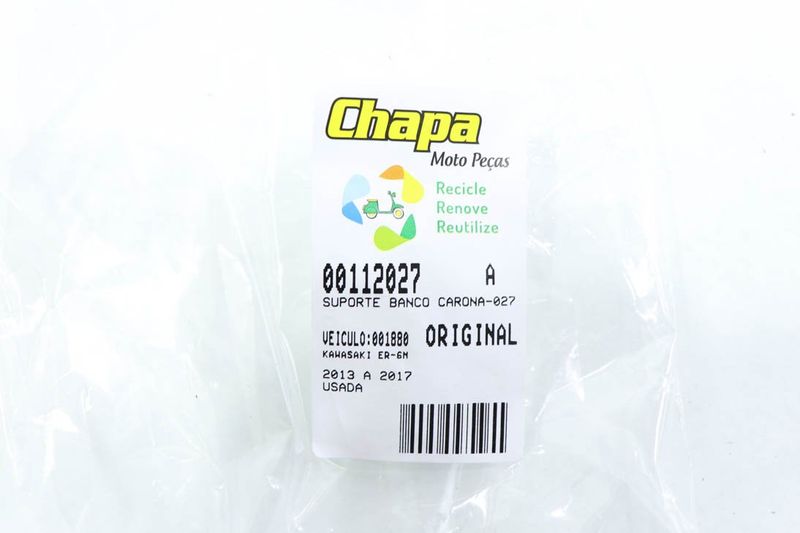 Chapa
Moto Peças
Recicle
Renove
Reutilize
00112027 A
SUPORTE BANCO CARONA-027
VEICULO:001880 ORIGINAL
KAWASAKI ER-6N
2013 A 2017
USADA